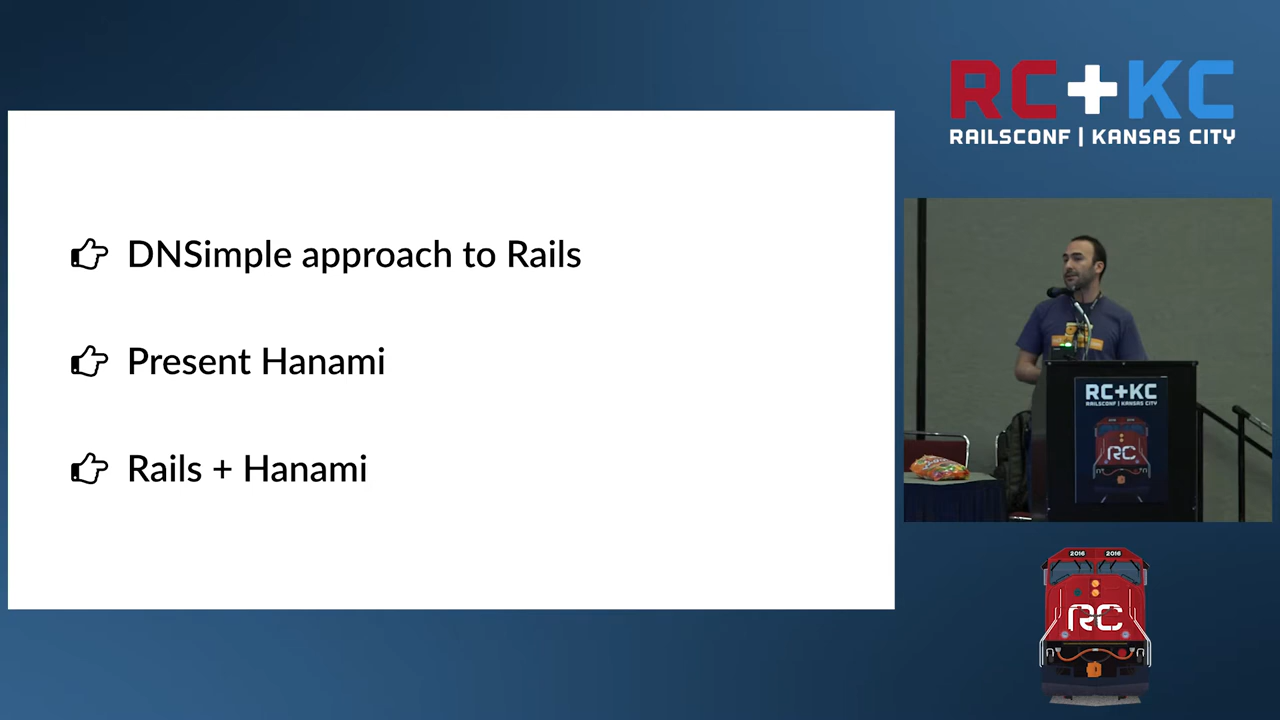 RC+KC
RAILSCONF | KANSAS CITY
DNSimple approach to Rails
Present Hanami
Rails + Hanami
RC+KC
RAILSCONF | KANSAS CITY
RC
2016 2016
RC